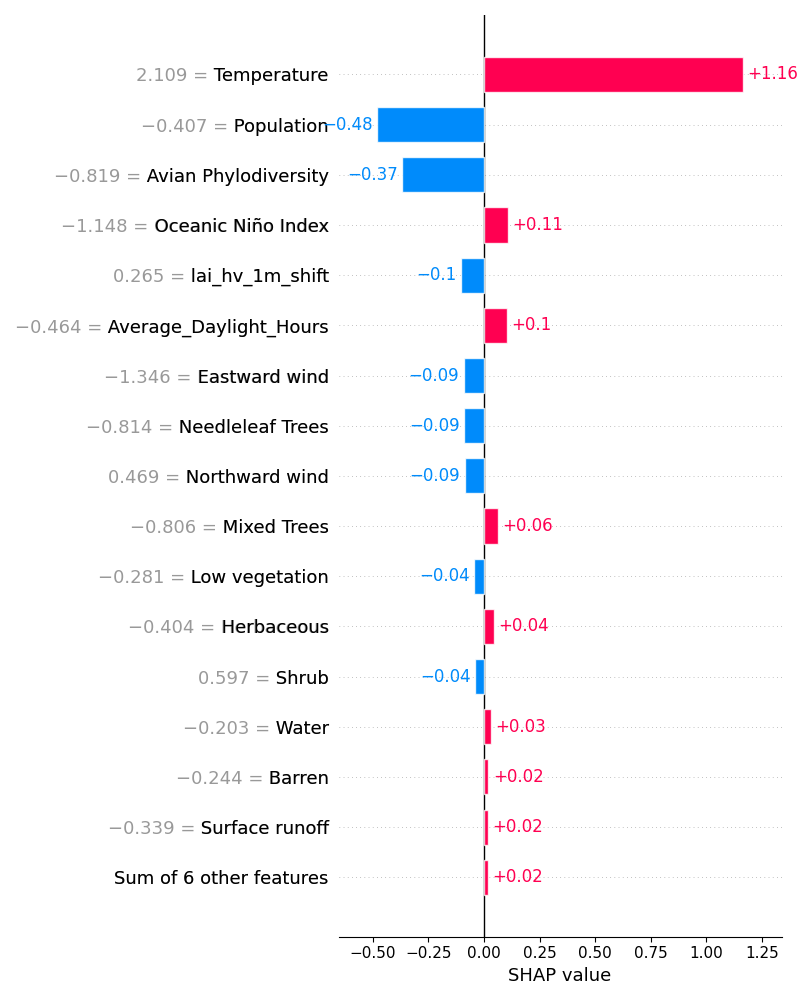 2.109 = Temperature +1.16
−0.407 = Population −0.48
−0.819 = Avian Phylodiversity −0.37
−1.148 = Oceanic Niño Index +0.11
0.265 = lai_hv_1m_shift −0.1
−0.464 = Average_Daylight_Hours +0.1
−1.346 = Eastward wind −0.09
−0.814 = Needleleaf Trees −0.09
0.469 = Northward wind −0.09
−0.806 = Mixed Trees +0.06
−0.281 = Low vegetation −0.04
−0.404 = Herbaceous +0.04
0.597 = Shrub −0.04
−0.203 = Water +0.03
−0.244 = Barren +0.02
−0.339 = Surface runoff +0.02
Sum of 6 other features +0.02
−0.50 −0.25 0.00 0.25 0.50 0.75 1.00 1.25
SHAP value